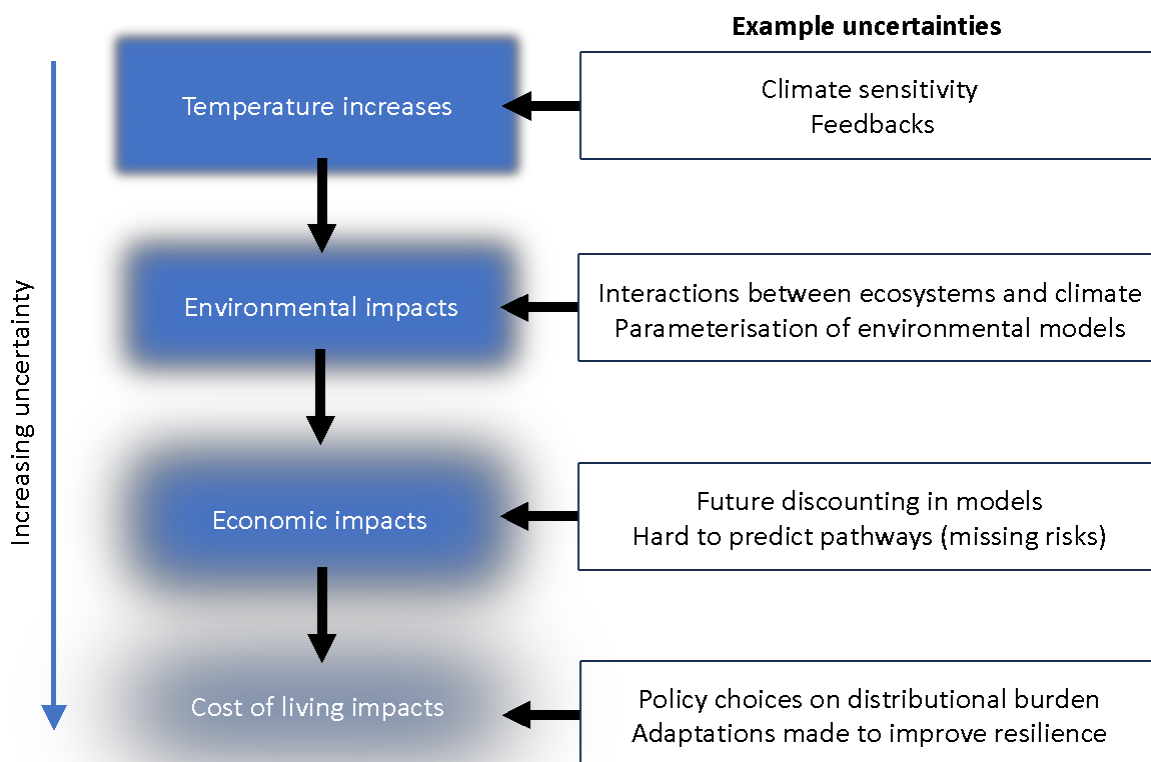 Example uncertainties
Temperature increases
Climate sensitivity
Feedbacks
Increasing uncertainty
Environmental impacts
Interactions between ecosystems and climate
Parameterisation of environmental models
Economic impacts
Future discounting in models
Hard to predict pathways (missing risks)
Cost of living impacts
Policy choices on distributional burden
Adaptations made to improve resilience